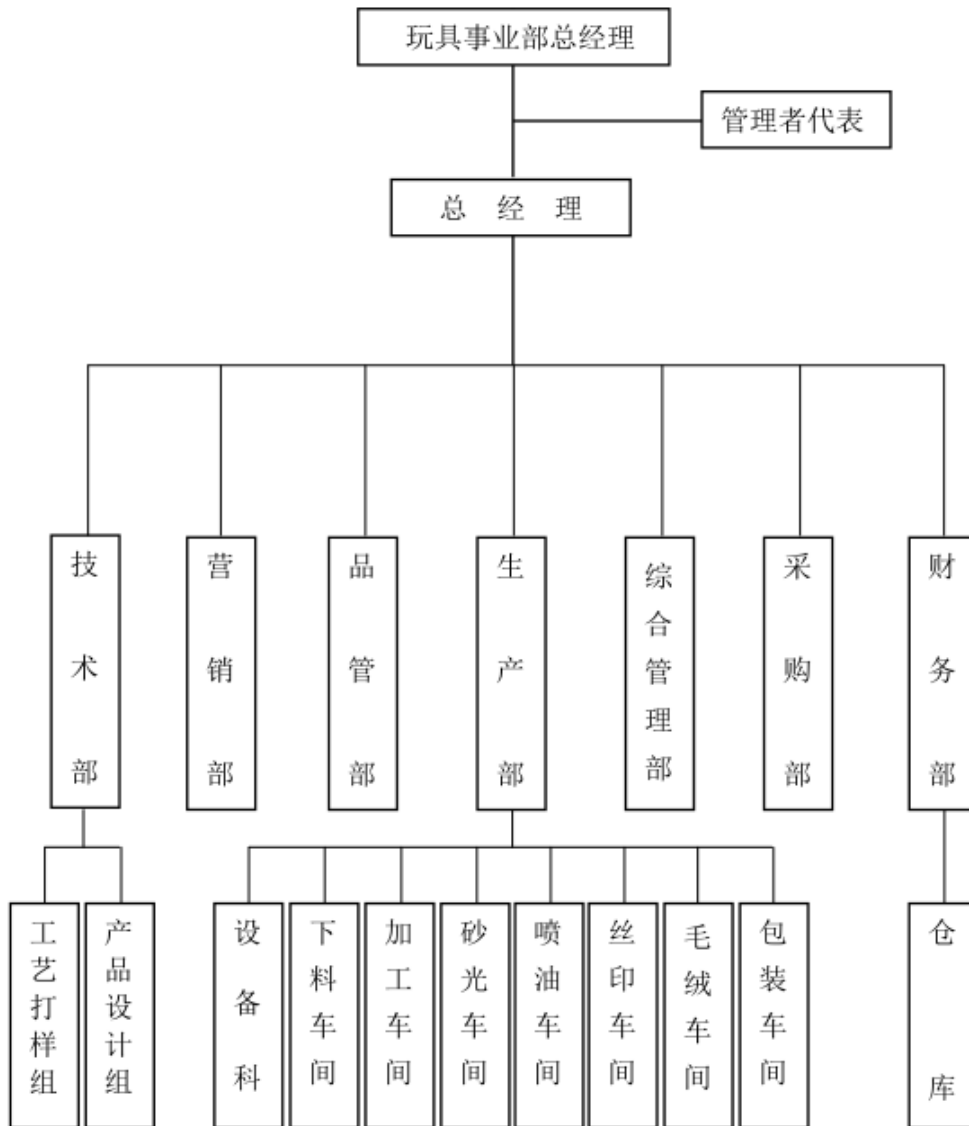 玩具事业部总经理
管理者代表
总 经 理
技术部
营销部
品管部
生产部
综合管理部
采购部
财务部
工艺打样组
产品设计组
设备科
下料车间
加工车间
砂光车间
喷油车间
丝印车间
毛绒车间
包装车间
仓库